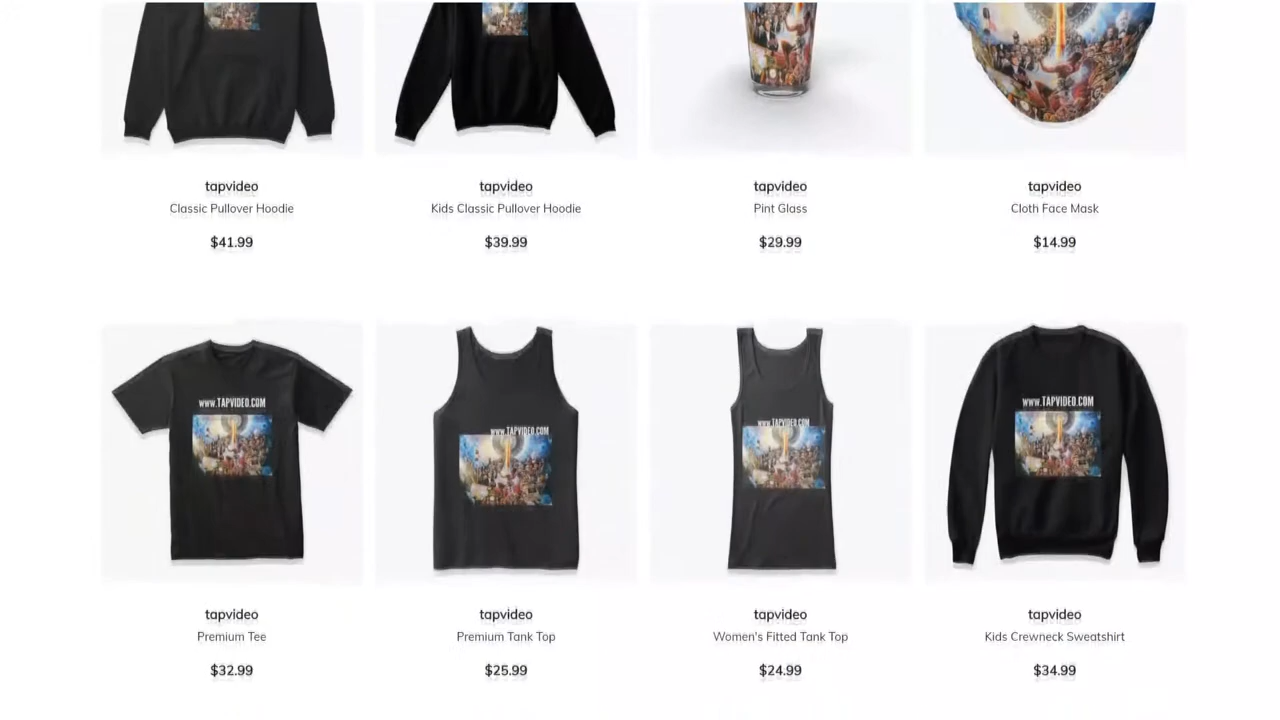 tapvideo
Classic Pullover Hoodie
$41.99
tapvideo
Kids Classic Pullover Hoodie
$39.99
tapvideo
Pint Glass
$29.99
tapvideo
Cloth Face Mask
$14.99
www.TAPVIDEO.COM
tapvideo
Premium Tee
$32.99
www.TAPVIDEO.COM
tapvideo
Premium Tank Top
$25.99
www.TAPVIDEO.COM
tapvideo
Women's Fitted Tank Top
$24.99
www.TAPVIDEO.COM
tapvideo
Kids Crewneck Sweatshirt
$34.99